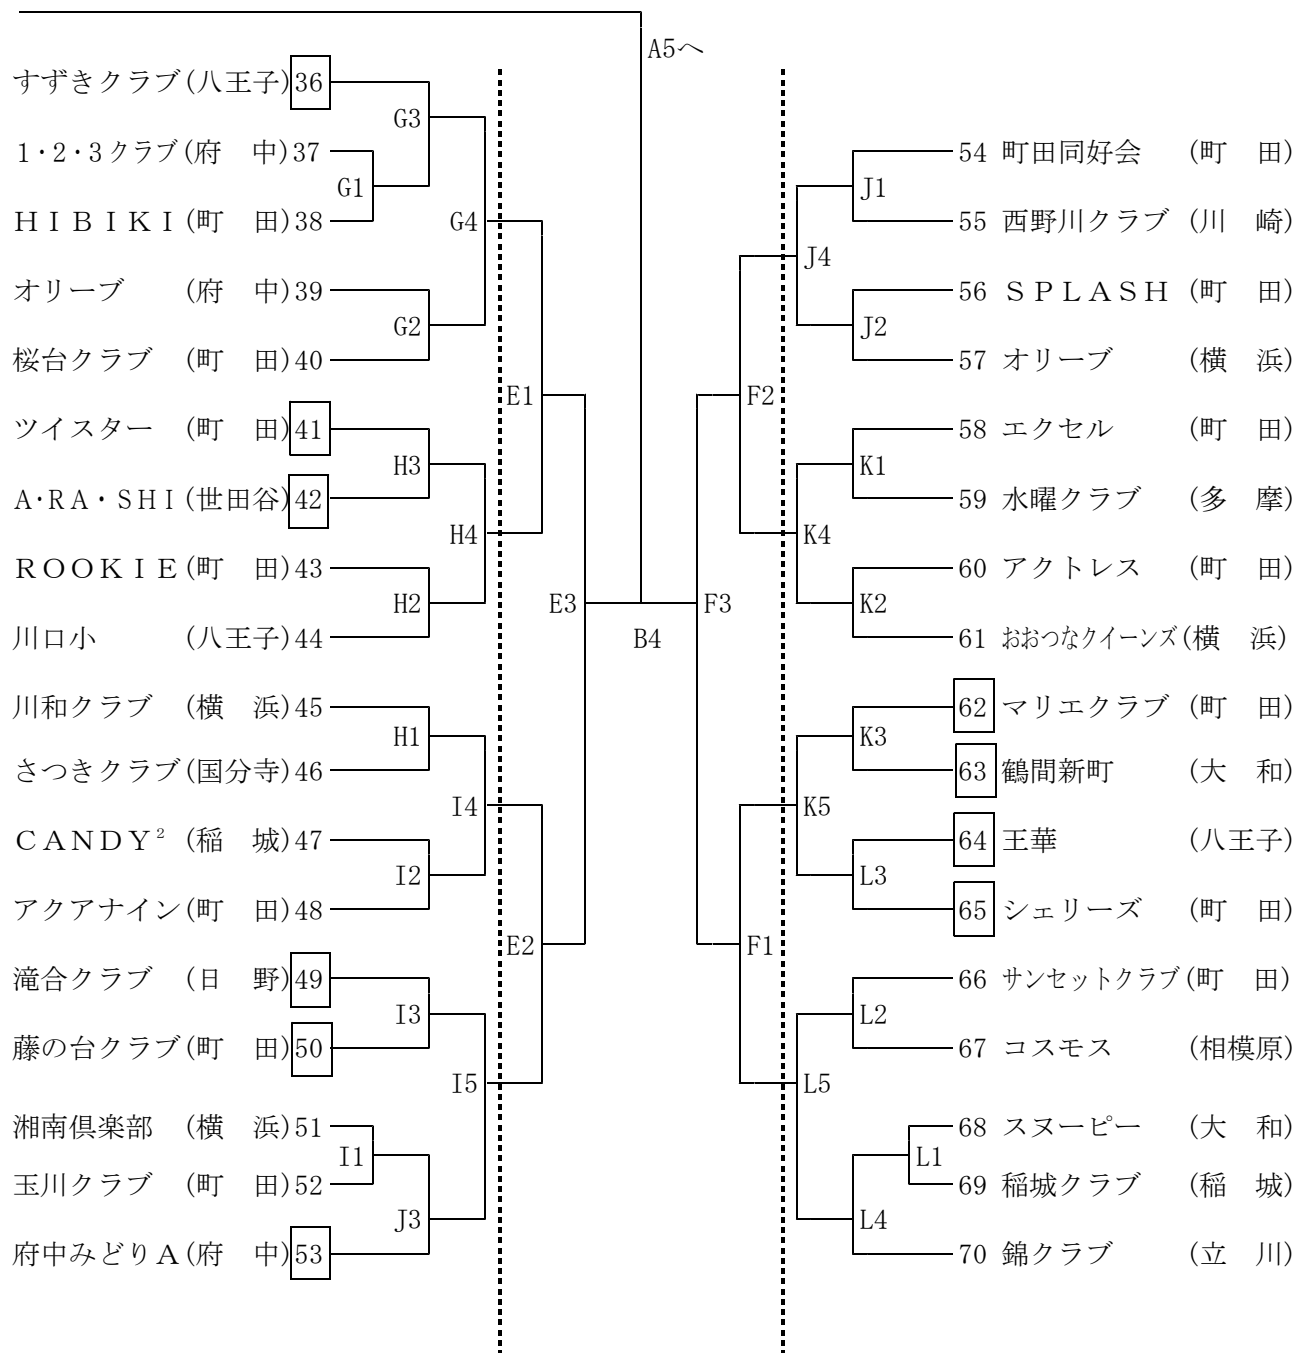 A5へ
すずきクラブ(八王子)36
G3
1・2・3クラブ(府　中)37
54 町田同好会　(町　田)
G1
J1
ＨＩＢＩＫＩ(町　田)38
G4
55 西野川クラブ (川　崎)
J4
オリーブ　　(府　中)39
56 ＳＰＬＡＳＨ (町　田)
G2
J2
桜台クラブ　(町　田)40
57 オリーブ　　(横　浜)
E1
F2
ツイスター　(町　田)41
58 エクセル　　(町　田)
H3
K1
A・RA・SHI(世田谷)42
59 水曜クラブ　(多　摩)
H4
K4
ＲＯＯＫＩＥ(町　田)43
60 アクトレス　(町　田)
H2
E3
F3
K2
川口小　　　(八王子)44
B4
61 おおつなクイーンズ(横　浜)
川和クラブ　(横　浜)45
62 マリエクラブ (町　田)
H1
K3
さつきクラブ(国分寺)46
63 鶴間新町　　(大　和)
I4
K5
ＣＡＮＤＹ² (稲　城)47
64 王華　　　　(八王子)
I2
L3
アクアナイン(町　田)48
65 シェリーズ　(町　田)
E2
F1
滝合クラブ　(日　野)49
66 サンセットクラブ(町　田)
I3
L2
藤の台クラブ(町　田)50
67 コスモス　　(相模原)
I5
L5
湘南倶楽部　(横　浜)51
68 スヌーピー　(大　和)
I1
L1
玉川クラブ　(町　田)52
69 稲城クラブ　(稲　城)
J3
L4
府中みどりＡ(府　中)53
70 錦クラブ　　(立　川)